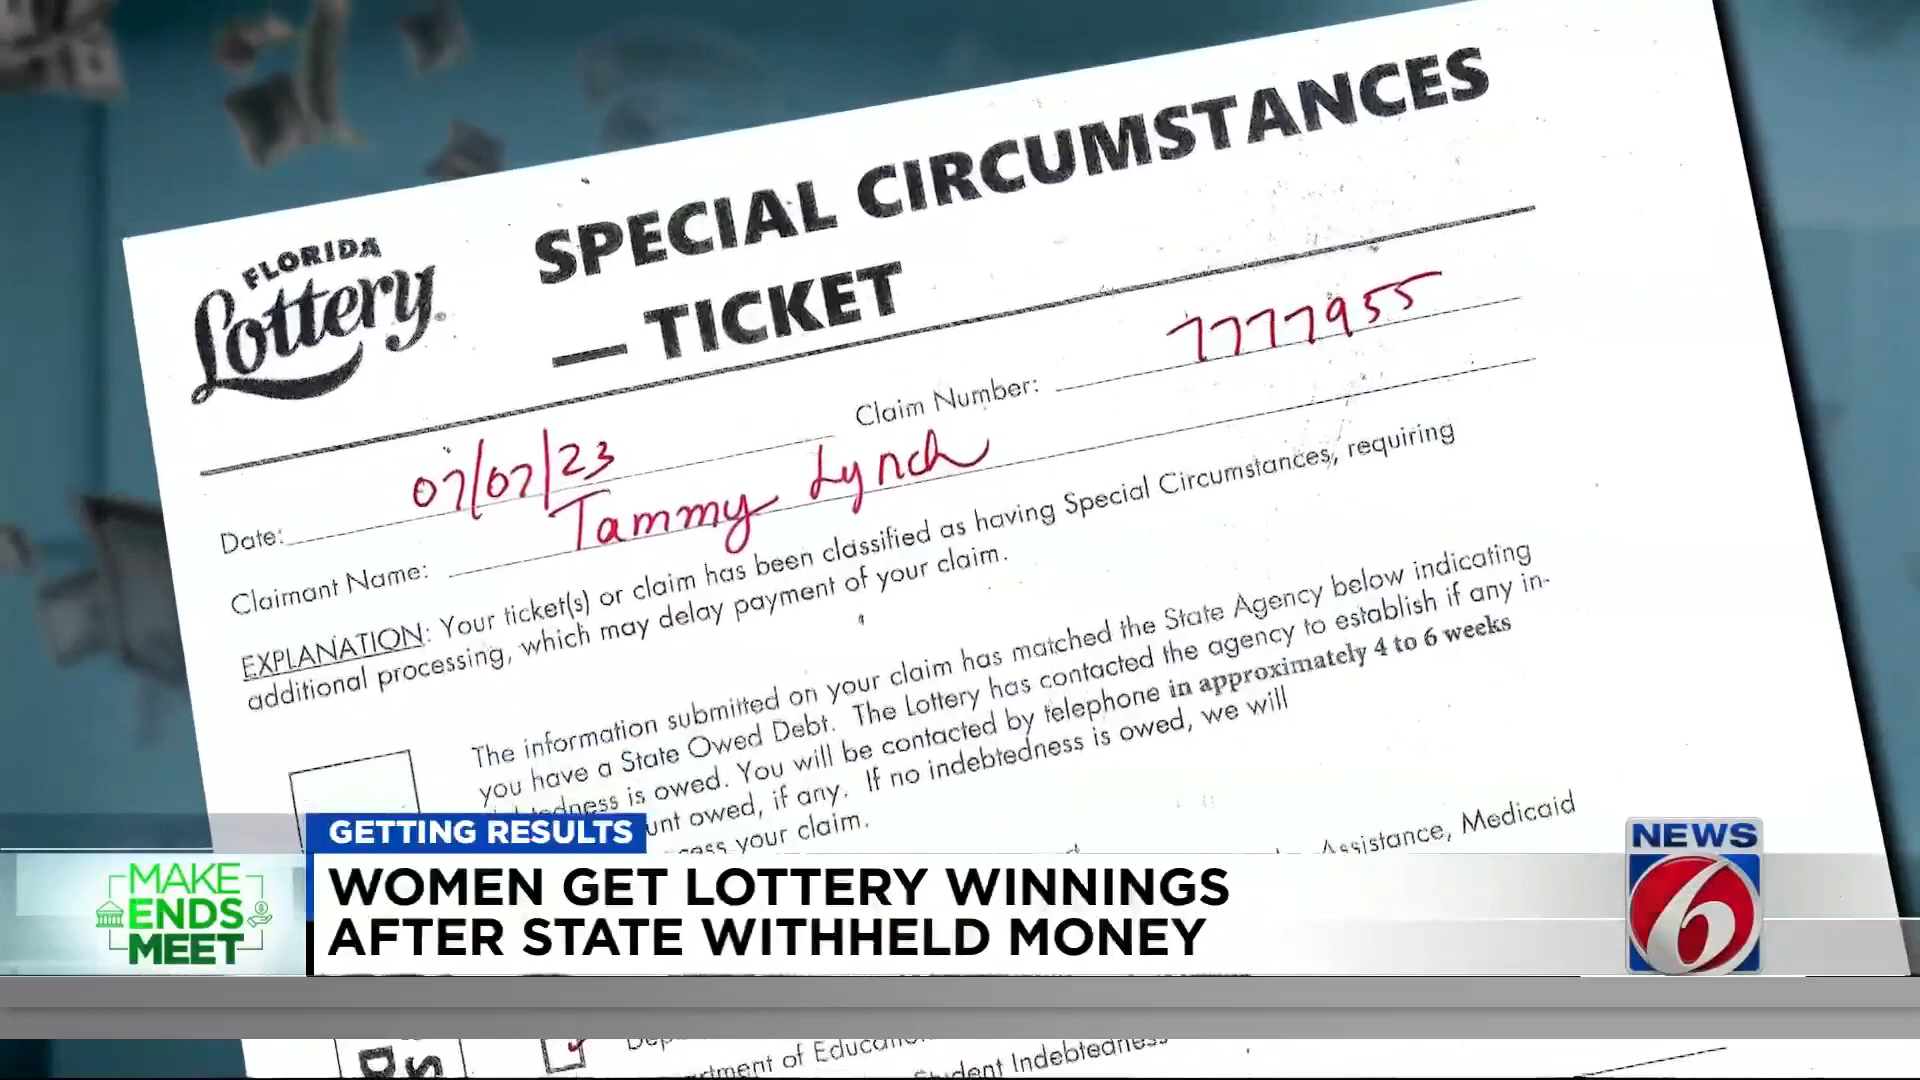 FLORIDA
Lottery
SPECIAL CIRCUMSTANCES
— TICKET
Date: 07/07/23 Claim Number: 7777955
Claimant Name: Tammy Lynch
EXPLANATION: Your ticket(s) or claim has been classified as having Special Circumstances, requiring
additional processing, which may delay payment of your claim.
The information submitted on your claim has matched the State Agency below indicating
you have a State Owed Debt. The Lottery has contacted the agency to establish if any in-
is owed. You will be contacted by telephone in approximately 4 to 6 weeks
owed, if any. If no indebtedness is owed, we will
your claim.
Assistance, Medicaid
GETTING RESULTS
WOMEN GET LOTTERY WINNINGS
AFTER STATE WITHHELD MONEY
MAKE
ENDS
MEET
NEWS
6
of
Indebtedness